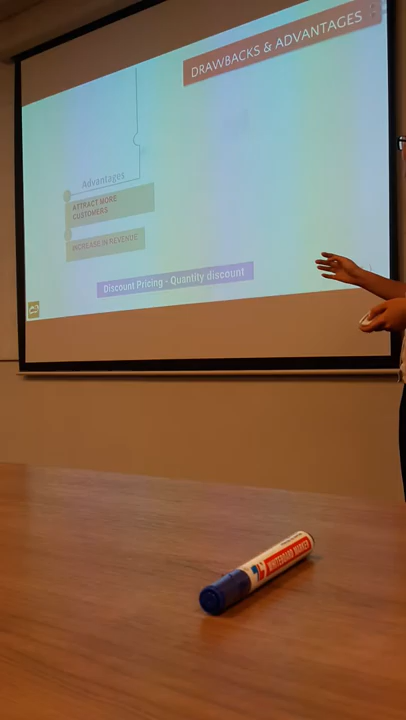 DRAWBACKS & ADVANTAGES
Advantages
ATTRACT MORE
CUSTOMERS
INCREASE IN REVENUE
Discount Pricing - Quantity discount
WHITEBOARD MARKER